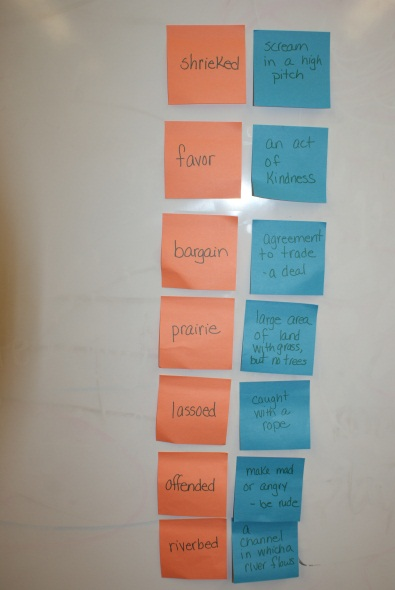 shrieked
scream
in a high
pitch
favor
an act
of
Kindness
bargain
agreement
to trade
- a deal
prairie
large area
of land
with grass,
but no trees
lassoed
caught
with a
rope
offended
make mad
or angry
- be rude
riverbed
a
channel
in which a
river flows